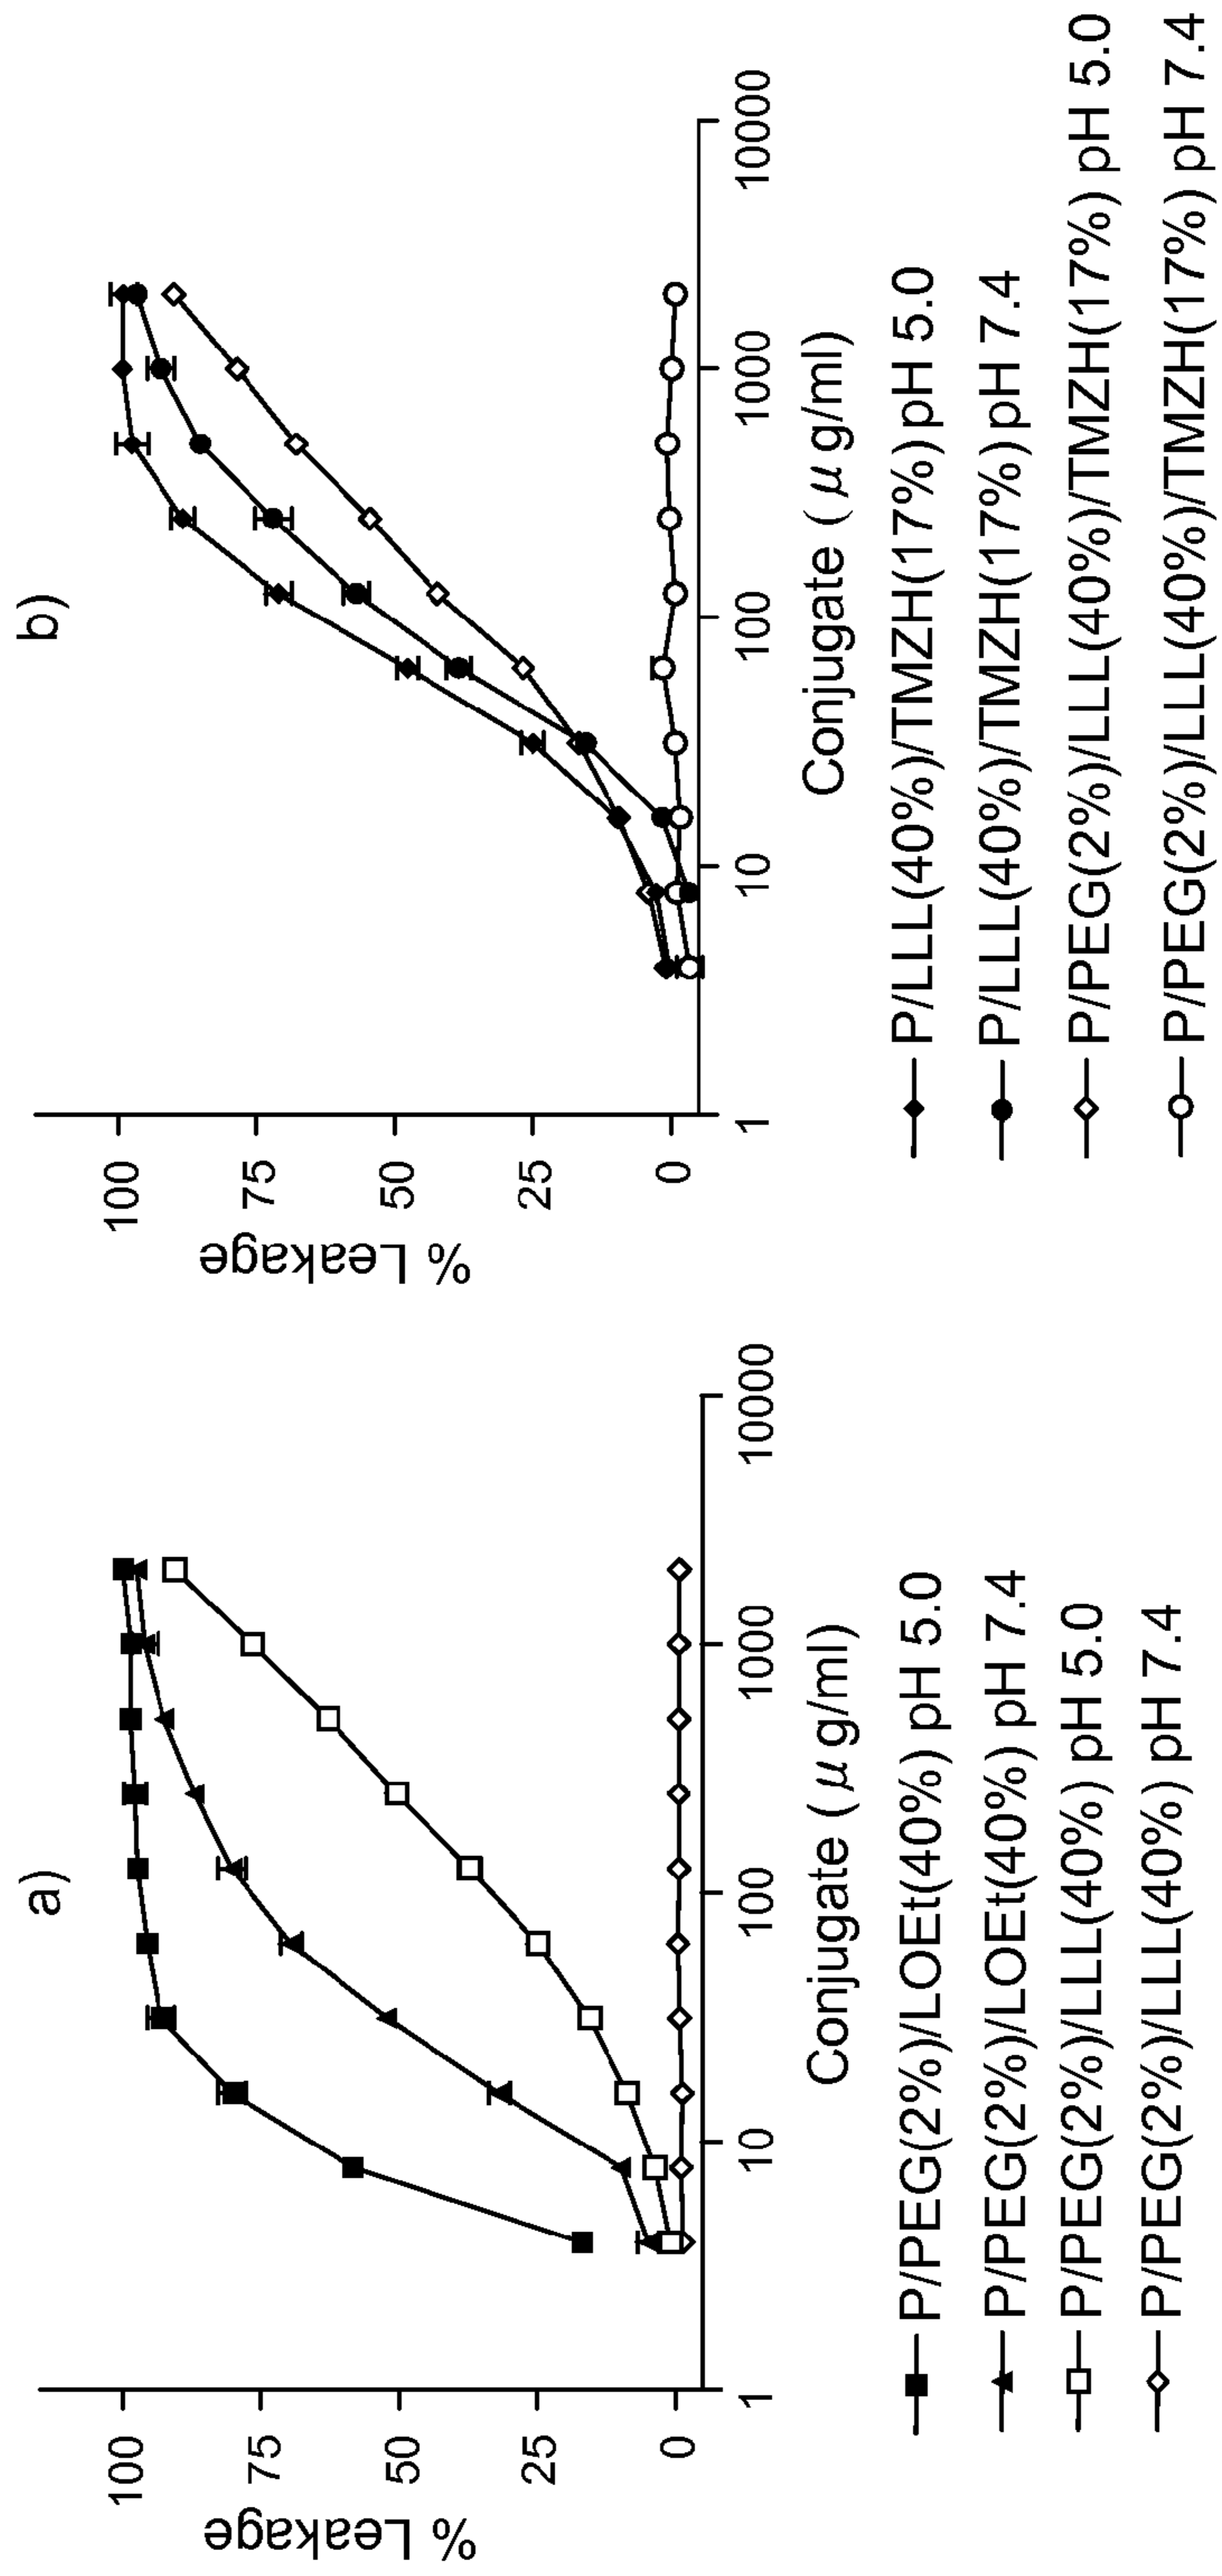 a)
% Leakage
100
75
50
25
0
1
10
100
1000
10000
Conjugate (μg/ml)
P/PEG(2%)/LOEt(40%) pH 5.0
P/PEG(2%)/LOEt(40%) pH 7.4
P/PEG(2%)/LLL(40%) pH 5.0
P/PEG(2%)/LLL(40%) pH 7.4
b)
% Leakage
100
75
50
25
0
1
10
100
1000
10000
Conjugate (μg/ml)
P/LLL(40%)/TMZH(17%) pH 5.0
P/LLL(40%)/TMZH(17%) pH 7.4
P/PEG(2%)/LLL(40%)/TMZH(17%) pH 5.0
P/PEG(2%)/LLL(40%)/TMZH(17%) pH 7.4